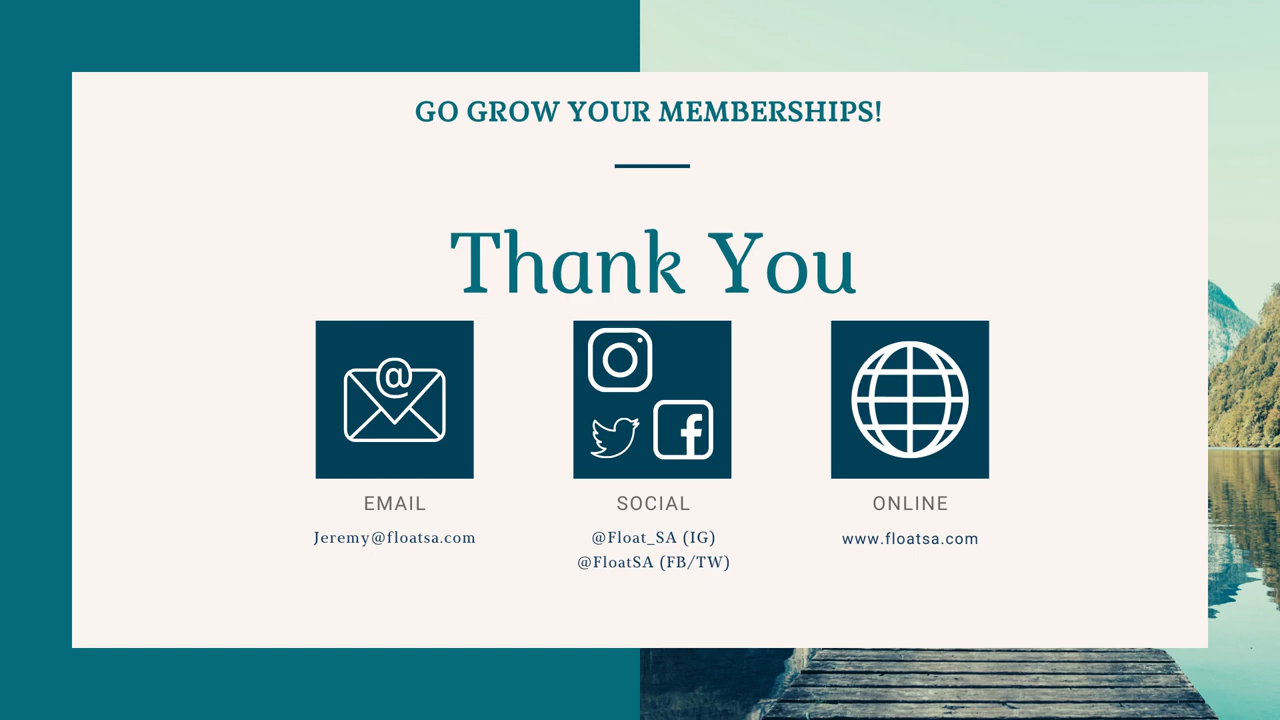 GO GROW YOUR MEMBERSHIPS!
Thank You
EMAIL
Jeremy@floatsa.com
SOCIAL
@Float_SA (IG)
@FloatSA (FB/TW)
ONLINE
www.floatsa.com